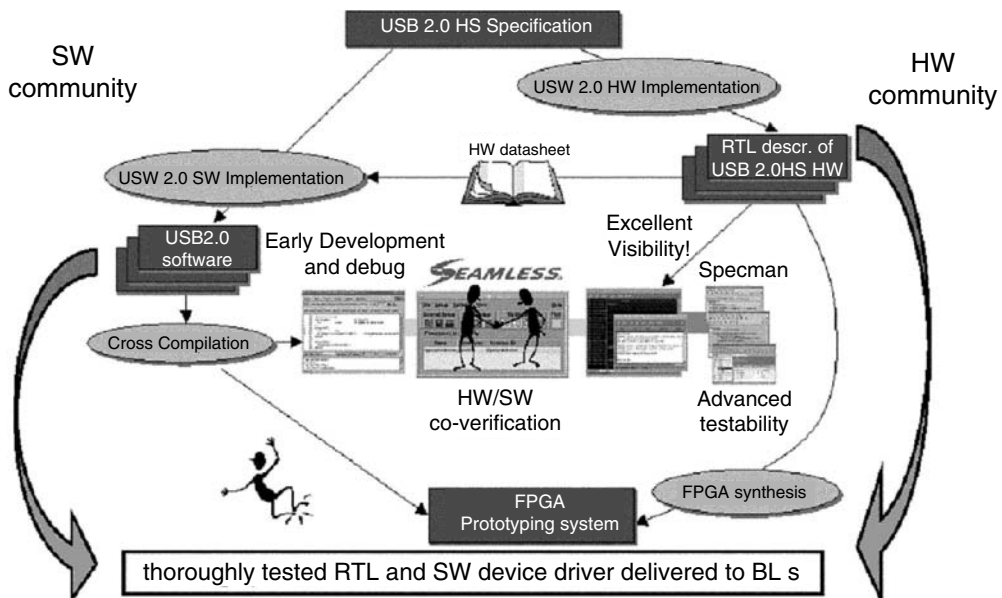 USB 2.0 HS Specification
SW
community
HW
community
USW 2.0 HW Implementation
HW datasheet
RTL descr. of
USB 2.0HS HW
USW 2.0 SW Implementation
Excellent
Visibility!
USB2.0
software
Early Development
and debug
SEAMLESS.
Specman
Cross Compilation
HW/SW
co-verification
Advanced
testability
FPGA synthesis
FPGA
Prototyping system
thoroughly tested RTL and SW device driver delivered to BL s